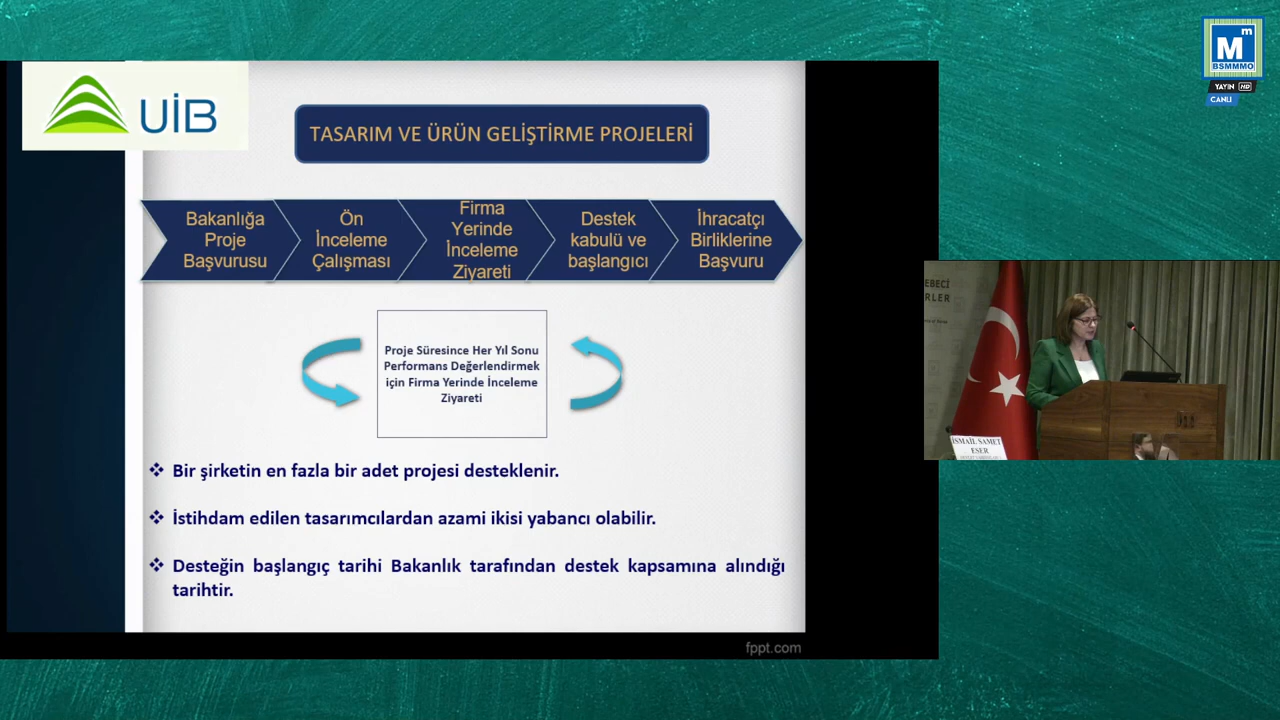 M m
BSMMMO
YAYIN HD
CANLI
UİB
TASARIM VE ÜRÜN GELİŞTİRME PROJELERİ
Bakanlığa
Proje
Başvurusu
Ön
İnceleme
Çalışması
Firma
Yerinde
İnceleme
Ziyareti
Destek
kabulü ve
başlangıcı
İhracatçı
Birliklerine
Başvuru
Proje Süresince Her Yıl Sonu
Performans Değerlendirmek
için Firma Yerinde İnceleme
Ziyareti
❖ Bir şirketin en fazla bir adet projesi desteklenir.
❖ İstihdam edilen tasarımcılardan azami ikisi yabancı olabilir.
❖ Desteğin başlangıç tarihi Bakanlık tarafından destek kapsamına alındığı
tarihtir.
fppt.com
EBECİ
RLER
İSMAİL SAMET
ESER